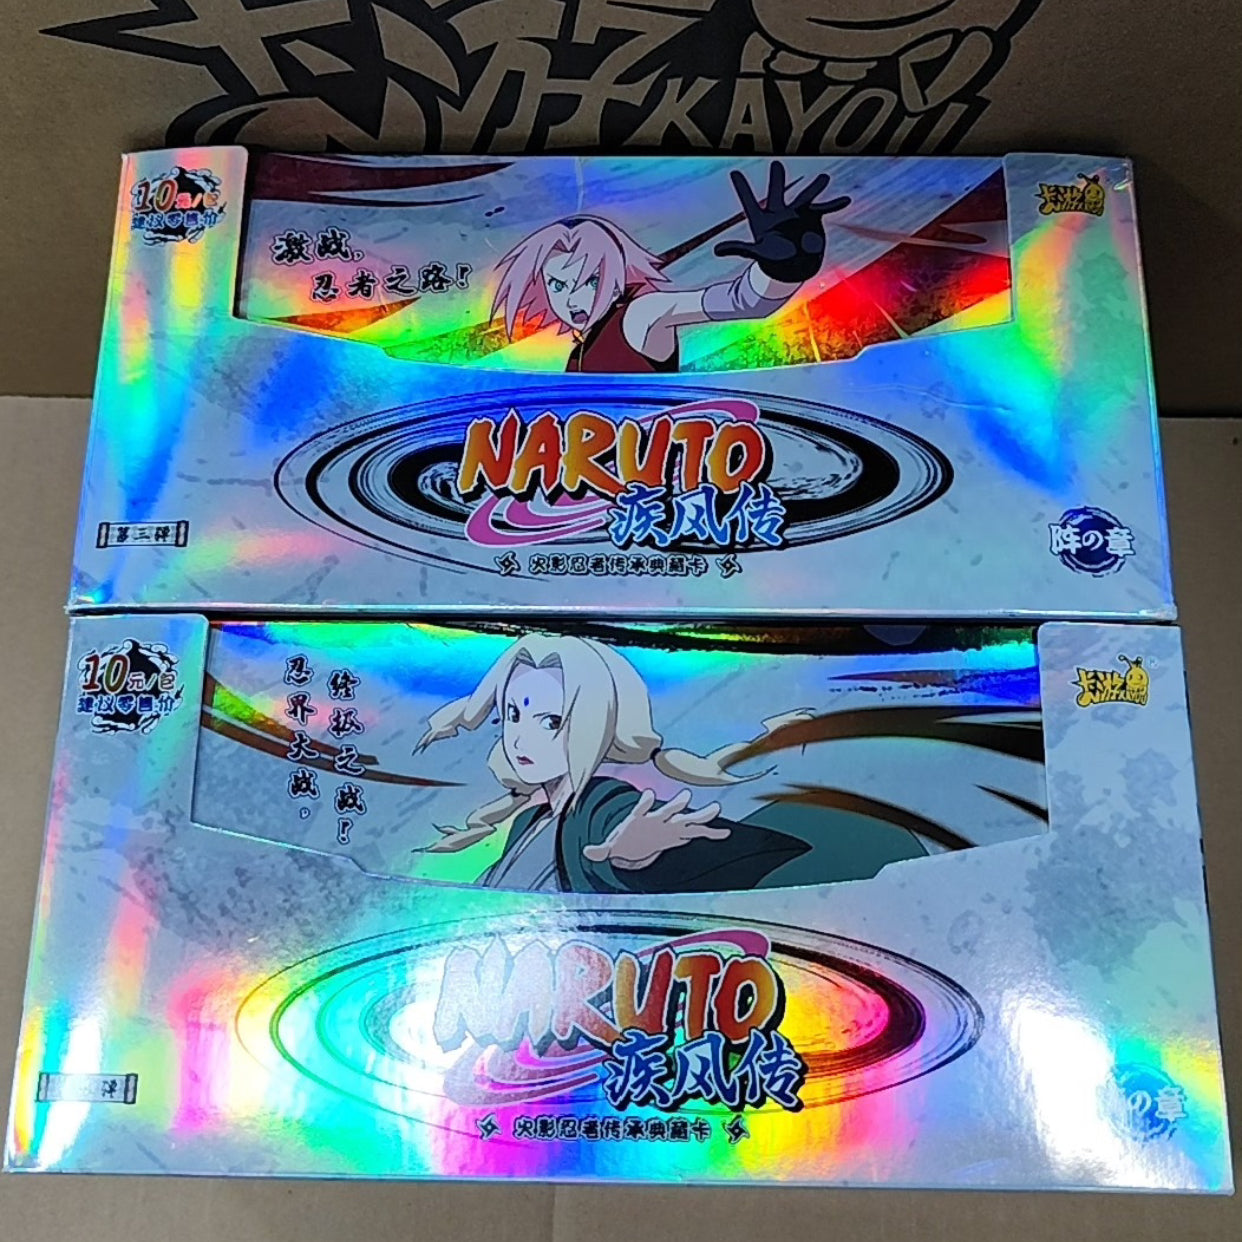 KAYOU
10元/包
建议零售价
卡游
激战，
忍者之路！
NARUTO
疾风传
火影忍者传承典藏卡
第三弹
阵の章
10元/包
建议零售价
卡游
KAYOU
忍界大战，
终极之战！
NARUTO
疾风传
火影忍者传承典藏卡
弹
の章